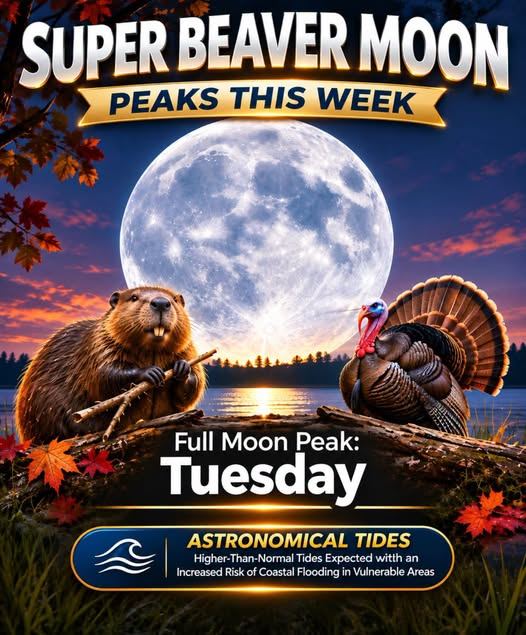 SUPER BEAVER MOON
PEAKS THIS WEEK
Full Moon Peak:
Tuesday
ASTRONOMICAL TIDES
Higher-Than-Normal Tides Expected witth an
Increased Risk of Coastal Flooding in Vulnerable Areas